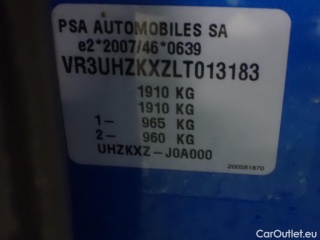 PSA AUTOMOBILES SA
e2*2007/46*0639
VR3UHZKXZLT013183
1910 KG
1910 KG
1- 965 KG
2- 960 KG
UHZKXZ-J0A000
200581870
CarOutlet.eu